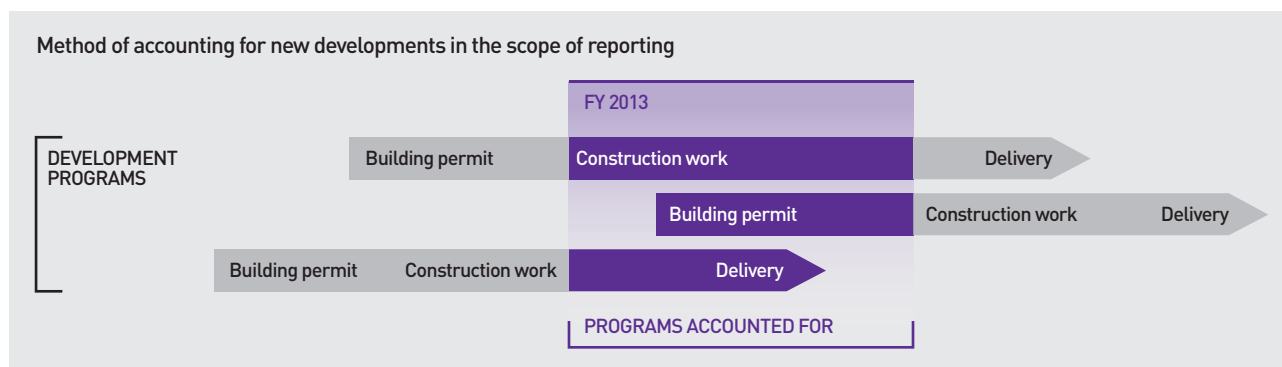 Method of accounting for new developments in the scope of reporting
FY 2013
DEVELOPMENT
PROGRAMS
Building permit Construction work Delivery
Building permit Construction work Delivery
Building permit Construction work Delivery
PROGRAMS ACCOUNTED FOR